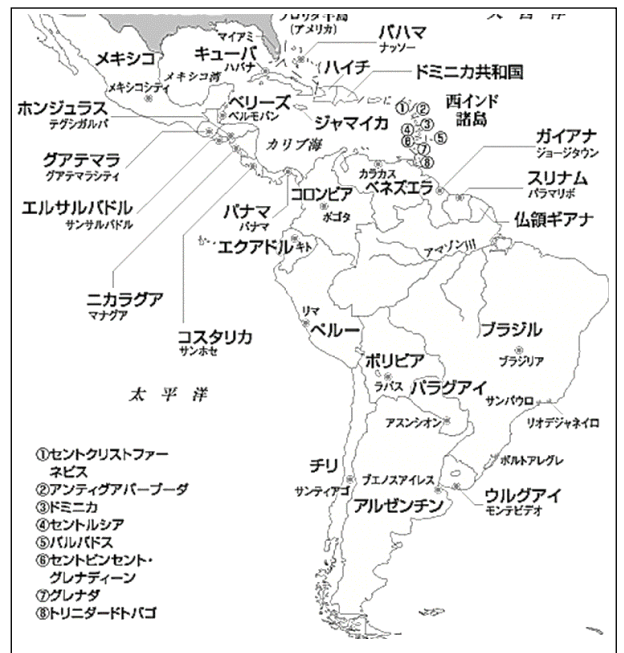 大 西 洋
フロリダ半島
(アメリカ)
マイアミ
バハマ
ナッソー
メキシコ
メキシコ湾
メキシコシティ
キューバ
ハバナ
ハイチ
ドミニカ共和国
ホンジュラス
テグシガルパ
ベリーズ
ベルモパン
ジャマイカ
① ②
西インド
諸島
③
④ ⑤
⑥
⑦
⑧
カリブ海
ガイアナ
ジョージタウン
グアテマラ
グアテマラシティ
カラカス
ベネズエラ
スリナム
パラマリボ
エルサルバドル
サンサルバドル
パナマ
パナマ
コロンビア
ボゴタ
仏領ギアナ
エクアドル
キト
アマゾン川
ニカラグア
マナグア
コスタリカ
サンホセ
リマ
ペルー
ブラジル
ブラジリア
ボリビア
ラパス
パラグアイ
サンパウロ
太 平 洋
アスンシオン
リオデジャネイロ
ポルトアレグレ
チリ
サンティアゴ
ブエノスアイレス
アルゼンチン
ウルグアイ
モンテビデオ
①セントクリストファー
ネビス
②アンティグアバーブーダ
③ドミニカ
④セントルシア
⑤バルバドス
⑥セントビンセント・
グレナディーン
⑦グレナダ
⑧トリニダードトバゴ